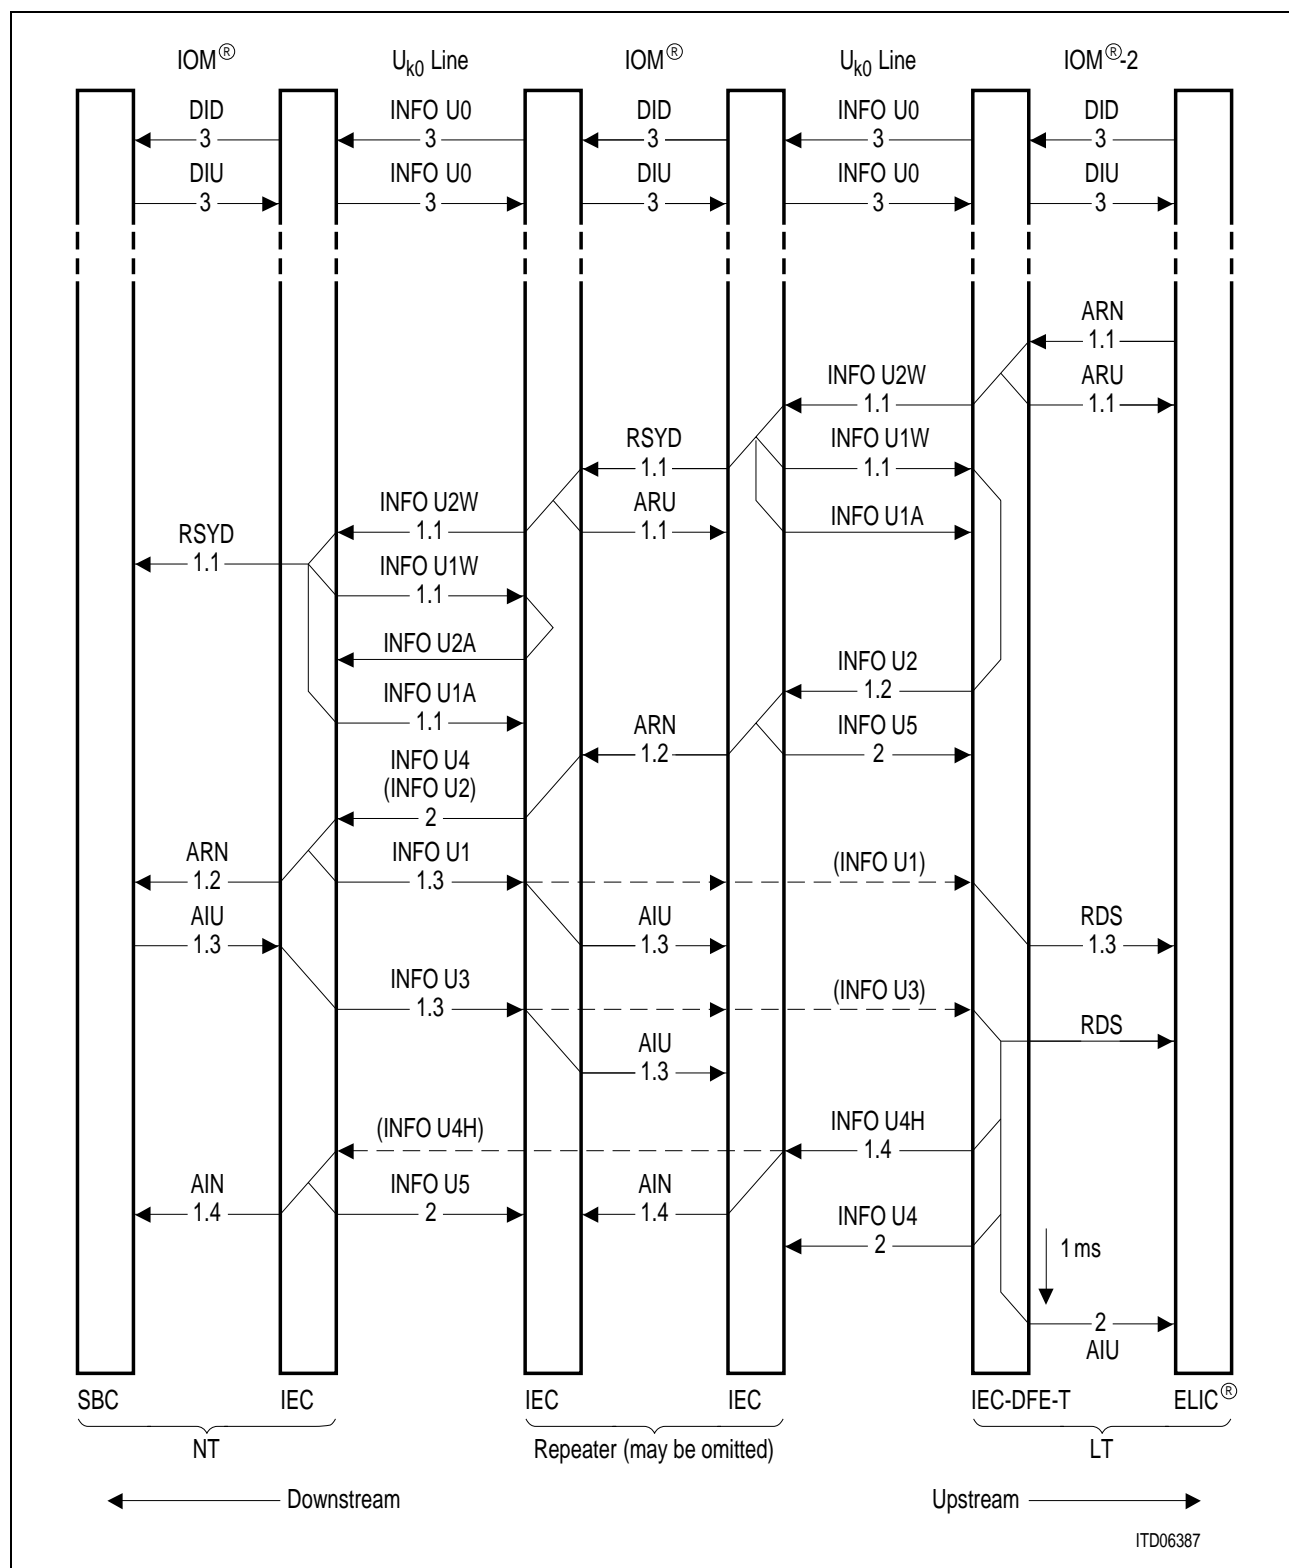 IOM® Uk0 Line IOM® Uk0 Line IOM®-2
DID INFO U0 DID INFO U0 DID
3 3 3 3 3
DIU INFO U0 DIU INFO U0 DIU
3 3 3 3 3
ARN
1.1
INFO U2W ARU
1.1 1.1
RSYD INFO U1W
1.1 1.1
INFO U2W ARU INFO U1A
1.1 1.1
RSYD
1.1
INFO U1W
1.1
INFO U2A
INFO U2
1.2
INFO U1A
1.1
ARN INFO U5
1.2 2
INFO U4
(INFO U2)
2
ARN INFO U1 (INFO U1)
1.2 1.3
AIU AIU RDS
1.3 1.3 1.3
INFO U3 (INFO U3)
1.3
RDS
AIU
1.3
(INFO U4H) INFO U4H
1.4
AIN INFO U5 AIN
1.4 2 1.4
INFO U4
2
1 ms
2
AIU
SBC IEC IEC IEC IEC-DFE-T ELIC®
NT Repeater (may be omitted) LT
Downstream Upstream
ITD06387